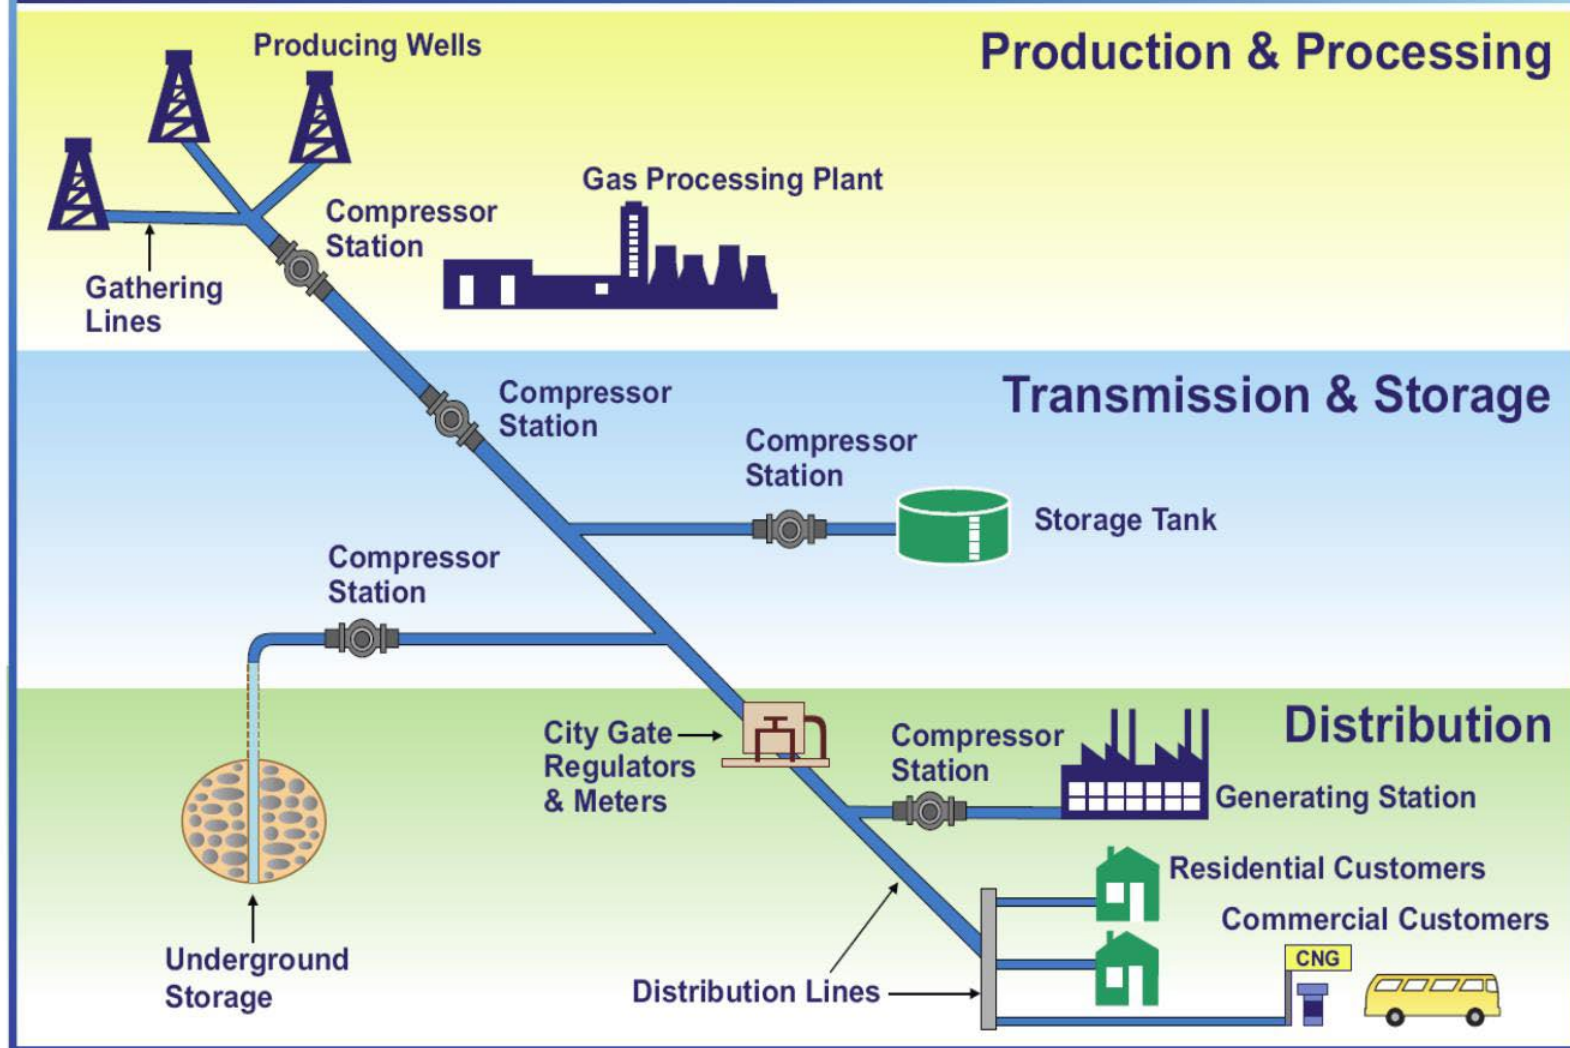 Producing Wells
Production & Processing
Gas Processing Plant
Compressor
Station
Gathering
Lines
Transmission & Storage
Compressor
Station
Compressor
Station
Storage Tank
Compressor
Station
Distribution
City Gate
Regulators
& Meters
Compressor
Station
Generating Station
Residential Customers
Commercial Customers
CNG
Underground
Storage
Distribution Lines